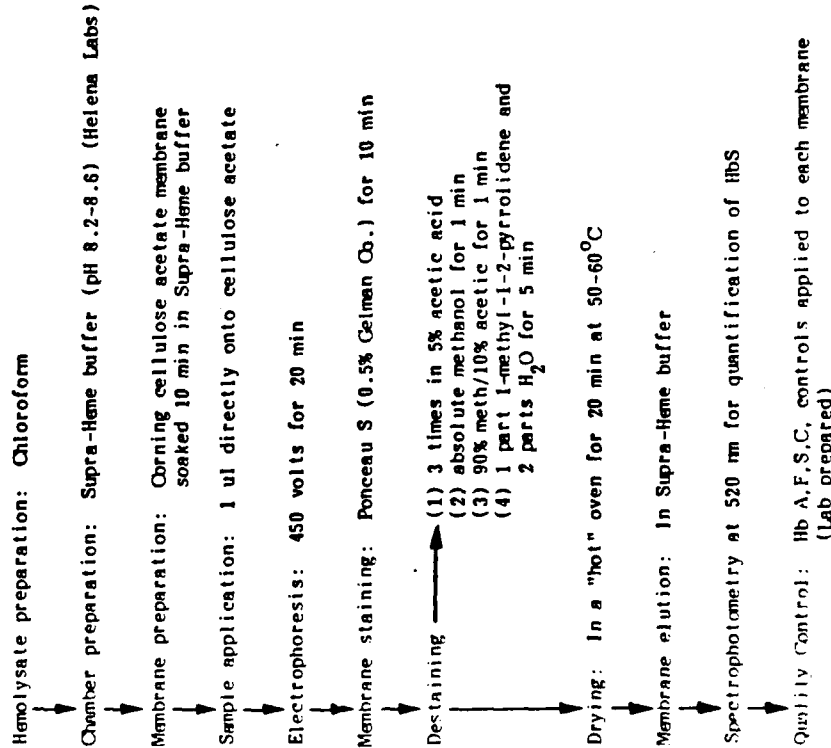 Hemolysate preparation: Chloroform
Chamber preparation: Supra-Heme buffer (pH 8.2-8.6) (Helena Labs)
Membrane preparation: Corning cellulose acetate membrane
soaked 10 min in Supra-Heme buffer
Sample application: 1 ul directly onto cellulose acetate
Electrophoresis: 450 volts for 20 min
Membrane staining: Ponceau S (0.5% Gelman Co.) for 10 min
Destaining
(1) 3 times in 5% acetic acid
(2) absolute methanol for 1 min
(3) 90% meth/10% acetic for 1 min
(4) 1 part 1-methyl-1-2-pyrrolidene and
2 parts H₂O for 5 min
Drying: In a "hot" oven for 20 min at 50-60°C
Membrane elution: In Supra-Heme buffer
Spectrophotometry at 520 nm for quantification of HbS
Quality Control: Hb A,F,S,C, controls applied to each membrane
(Lab prepared)